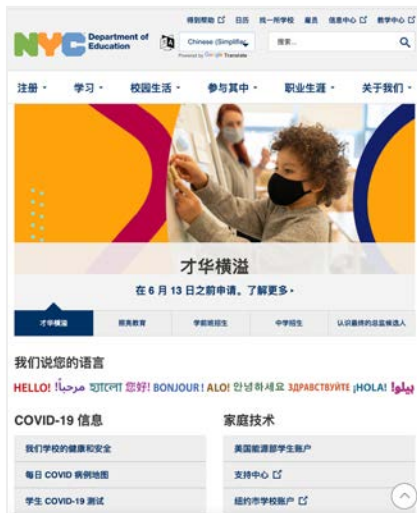 得到帮助 日历 找一所学校 雇员 信息中心 教学中心
NYC Department of Education
Chinese (Simplified)
搜索...
Powered by Google Translate
注册 学习 校园生活 参与其中 职业生涯 关于我们
才华横溢
在 6 月 13 日之前申请。了解更多
才华横溢 照亮教育 学前班招生 中学招生 认识最终的总监候选人
我们说您的语言
HELLO! مرحباً! হ্যালো 您好! BONJOUR! ALO! 안녕하세요 ЗДРАВСТВУЙТЕ ¡HOLA! ہیلو!
COVID-19 信息 家庭技术
我们学校的健康和安全 美国能源部学生账户
每日 COVID 病例地图 支持中心
学生 COVID-19 测试 纽约市学校账户